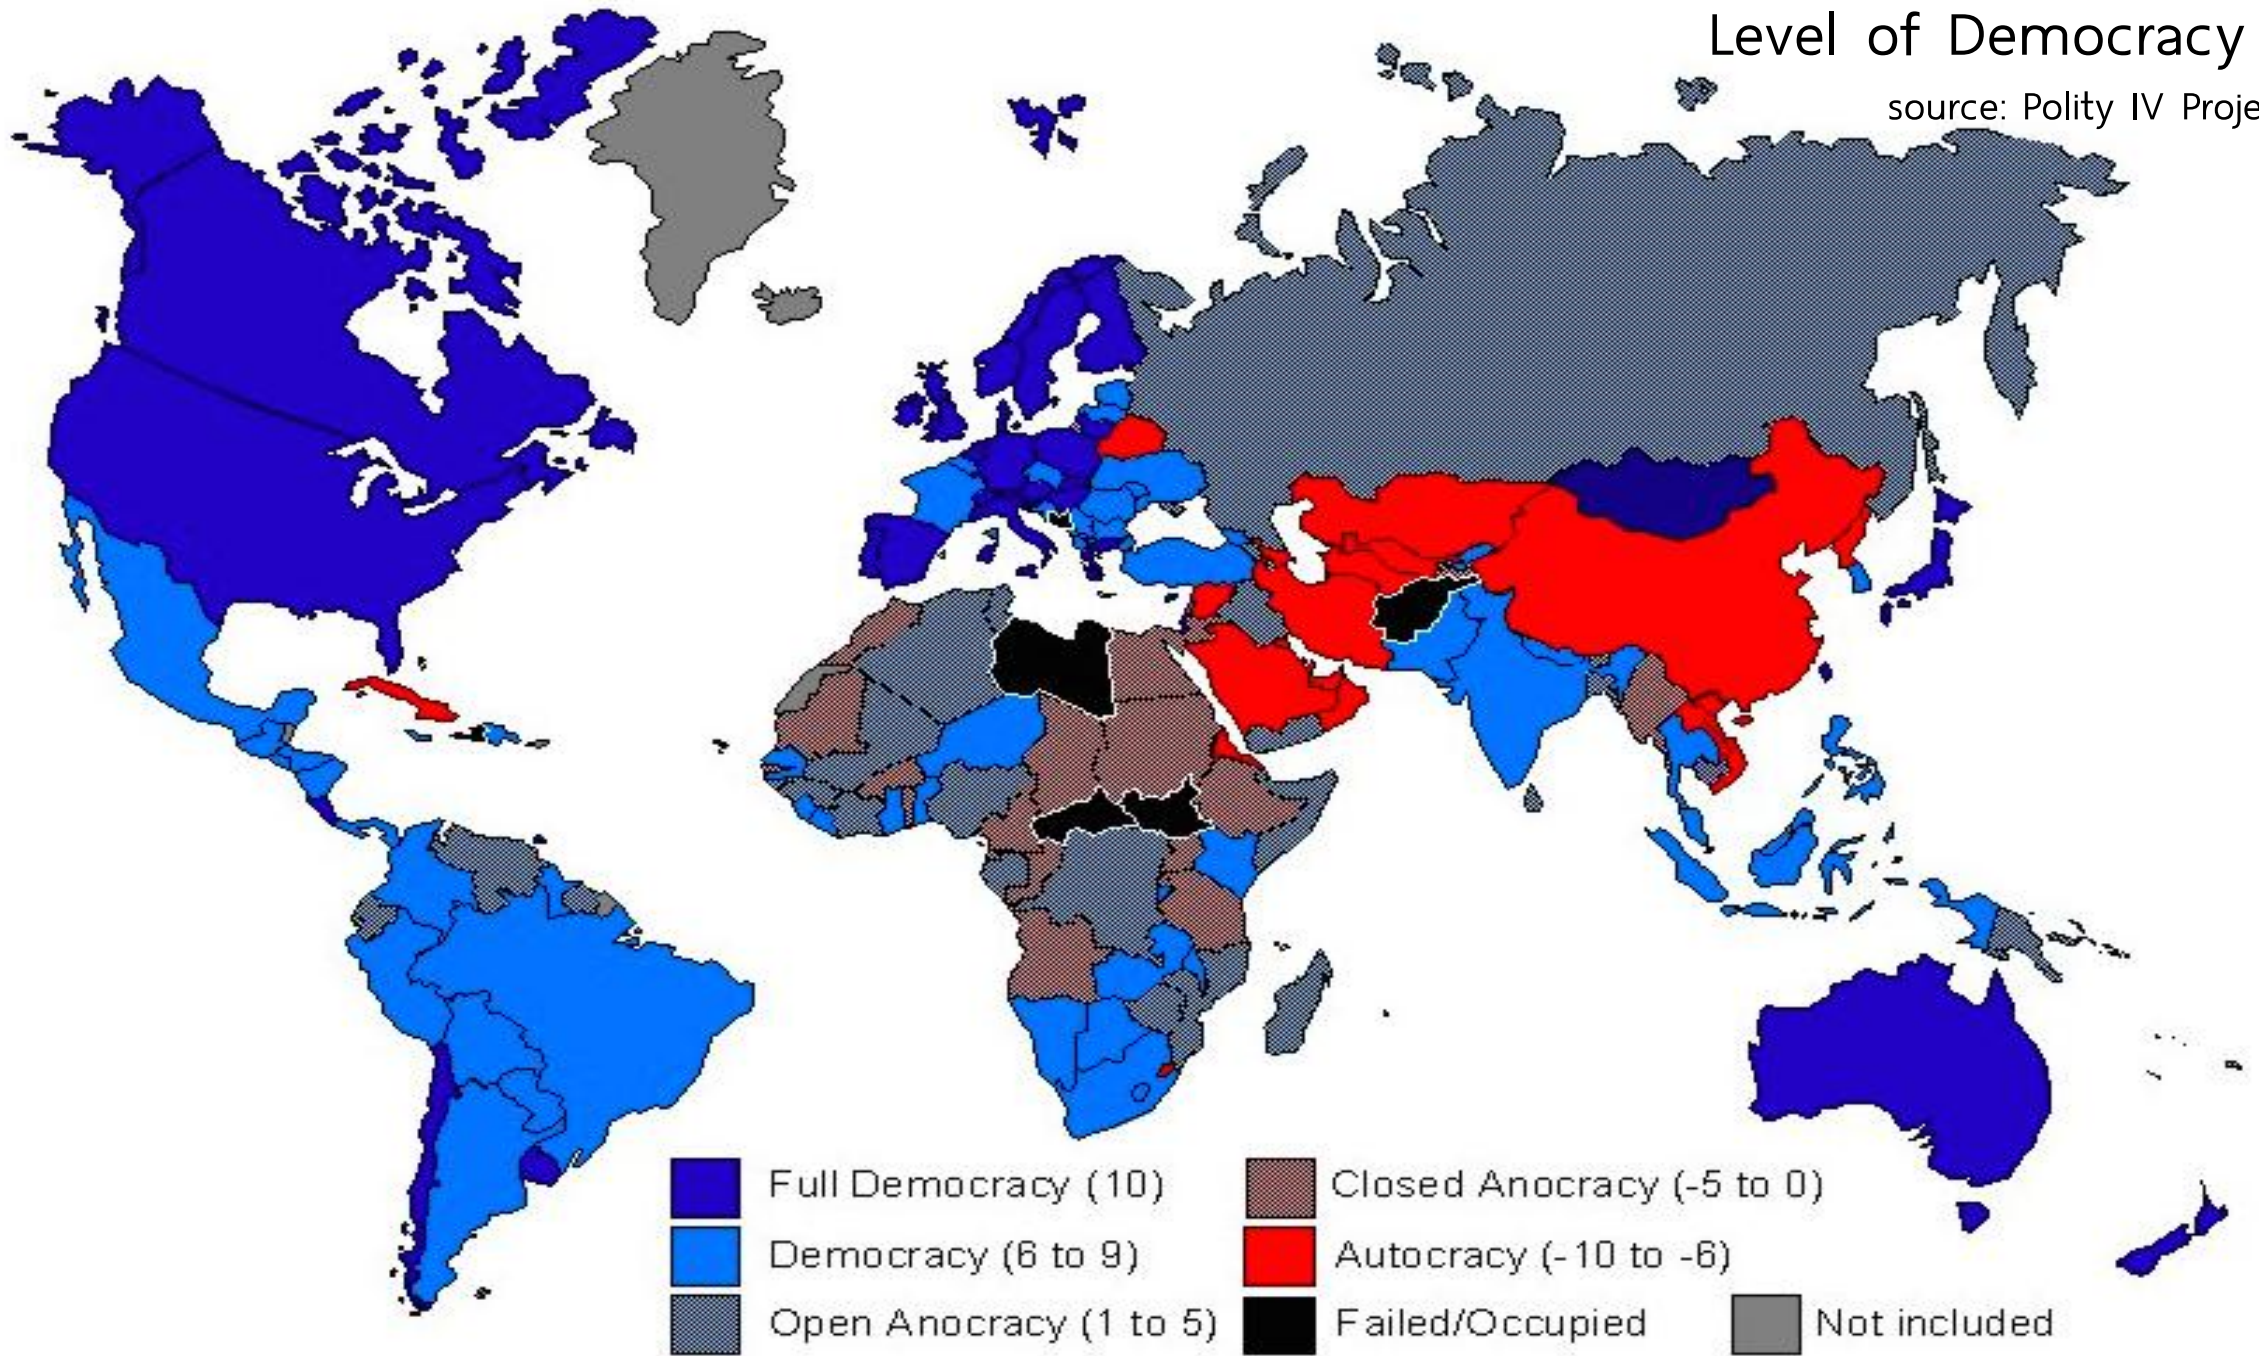 Level of Democracy
source: Polity IV Proje
Full Democracy (10)
Democracy (6 to 9)
Open Anocracy (1 to 5)
Closed Anocracy (-5 to 0)
Autocracy (-10 to -6)
Failed/Occupied
Not included